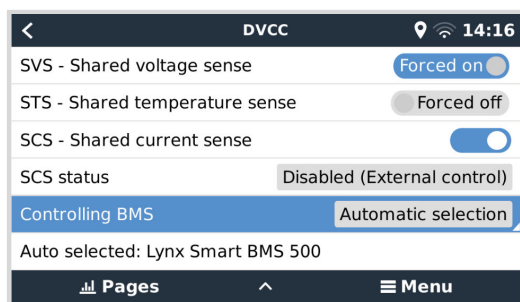 DVCC 14:16
SVS - Shared voltage sense Forced on
STS - Shared temperature sense Forced off
SCS - Shared current sense
SCS status Disabled (External control)
Controlling BMS Automatic selection
Auto selected: Lynx Smart BMS 500
Pages Menu